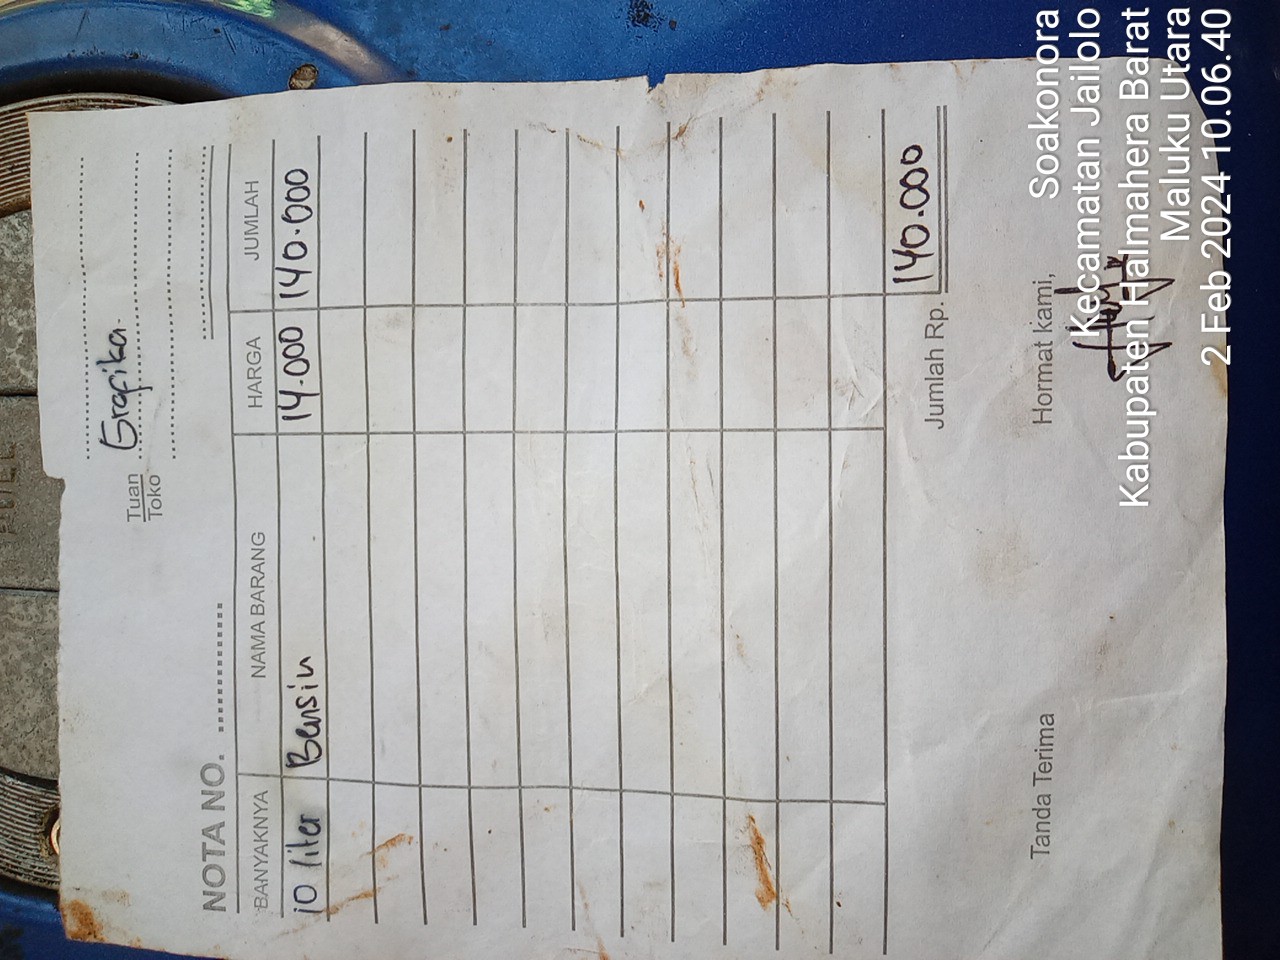 Grafika.
Tuan
Toko
NOTA NO.
BANYAKNYA NAMA BARANG HARGA JUMLAH
10 liter Bensin 14.000 140.000
Jumlah Rp. 140.000
Tanda Terima Hormat kami,
Soakonora
Kecamatan Jailolo
Kabupaten Halmahera Barat
Maluku Utara
2 Feb 2024 10.06.40